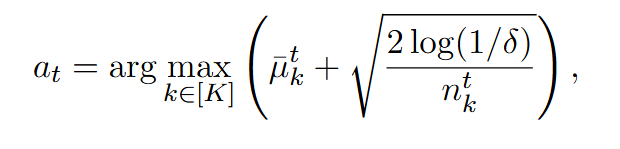 a_t = \arg\max_{k \in [K]} \left( \bar{\mu}_k^t + \sqrt{\frac{2 \log(1/\delta)}{n_k^t}} \right),